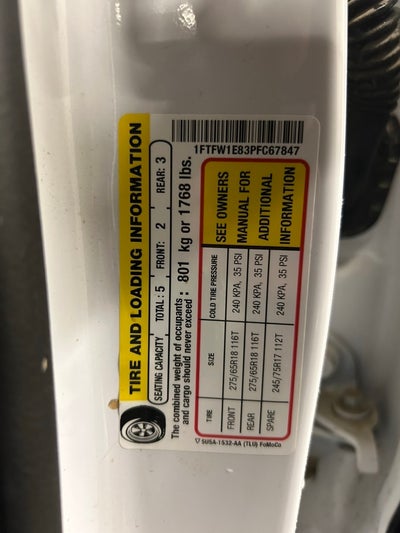 TIRE AND LOADING INFORMATION
SEATING CAPACITY TOTAL: 5 FRONT: 2 REAR: 3
The combined weight of occupants
and cargo should never exceed: 801 kg or 1768 lbs.
TIRE SIZE COLD TIRE PRESSURE
FRONT 275/65R18 116T 240 KPA, 35 PSI
REAR 275/65R18 116T 240 KPA, 35 PSI
SPARE 245/75R17 112T 240 KPA, 35 PSI
SEE OWNERS
MANUAL FOR
ADDITIONAL
INFORMATION
5U5A-1532-AA (TLU) FoMoCo
1FTFW1E83PFC67847